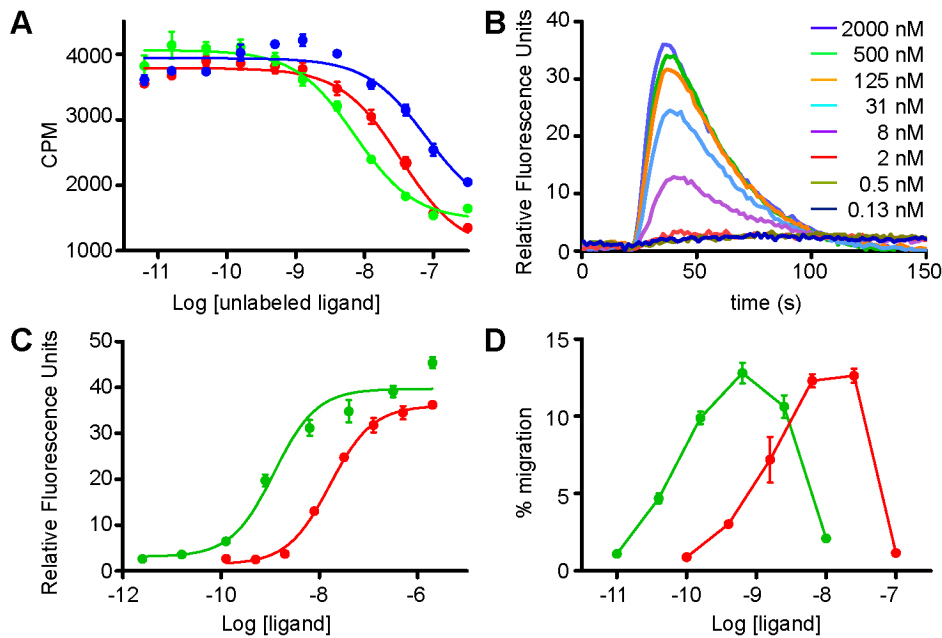 A
4000
3000
2000
1000
CPM
-11 -10 -9 -8 -7
Log [unlabeled ligand]
B
40
30
20
10
0
Relative Fluorescence Units
0 50 100 150
time (s)
2000 nM
500 nM
125 nM
31 nM
8 nM
2 nM
0.5 nM
0.13 nM
C
50
40
30
20
10
0
Relative Fluorescence Units
-12 -10 -8 -6
Log [ligand]
D
15
10
5
0
% migration
-11 -10 -9 -8 -7
Log [ligand]